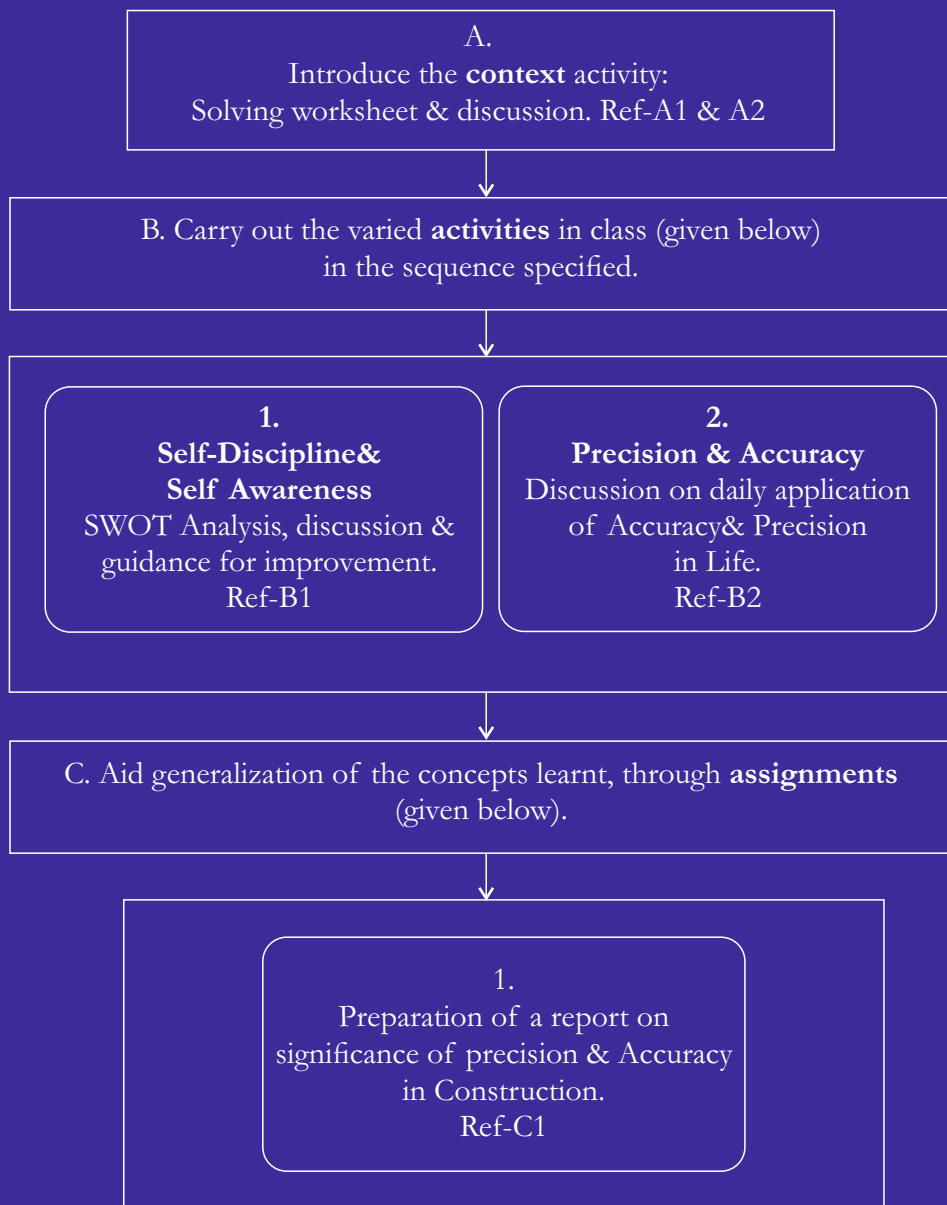 A.
Introduce the context activity:
Solving worksheet & discussion. Ref-A1 & A2
B. Carry out the varied activities in class (given below)
in the sequence specified.
1.
Self-Discipline&
Self Awareness
SWOT Analysis, discussion &
guidance for improvement.
Ref-B1
2.
Precision & Accuracy
Discussion on daily application
of Accuracy& Precision
in Life.
Ref-B2
C. Aid generalization of the concepts learnt, through assignments
(given below).
1.
Preparation of a report on
significance of precision & Accuracy
in Construction.
Ref-C1